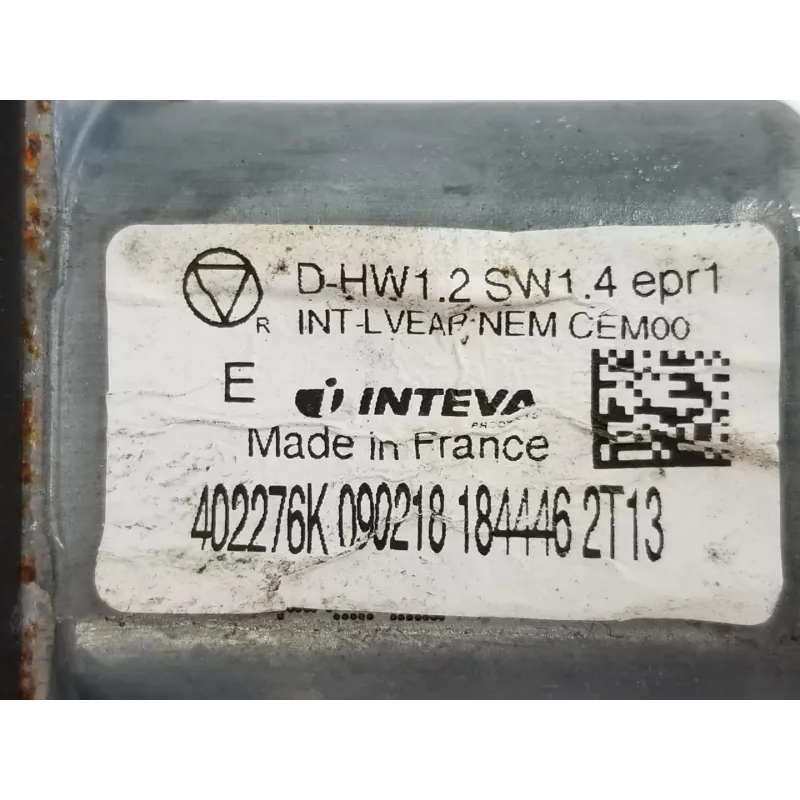 D-HW1.2 SW1.4 epr1
R INT-LVEAP-NEM CEM00
E INTEVA
Made in France
402276K 090218 184446 2T13